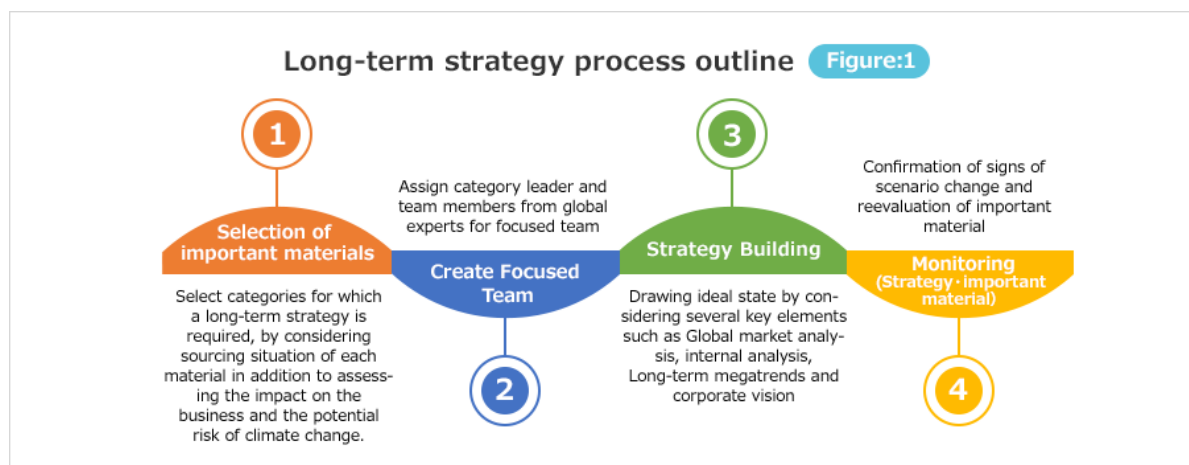 Long-term strategy process outline Figure:1
1
Selection of
important materials
Select categories for which
a long-term strategy is
required, by considering
sourcing situation of each
material in addition to assess-
ing the impact on the
business and the potential
risk of climate change.
Assign category leader and
team members from global
experts for focused team
Create Focused
Team
2
3
Strategy Building
Drawing ideal state by con-
sidering several key elements
such as Global market analy-
sis, internal analysis,
Long-term megatrends and
corporate vision
Confirmation of signs of
scenario change and
reevaluation of important
material
Monitoring
(Strategy・important
material)
4